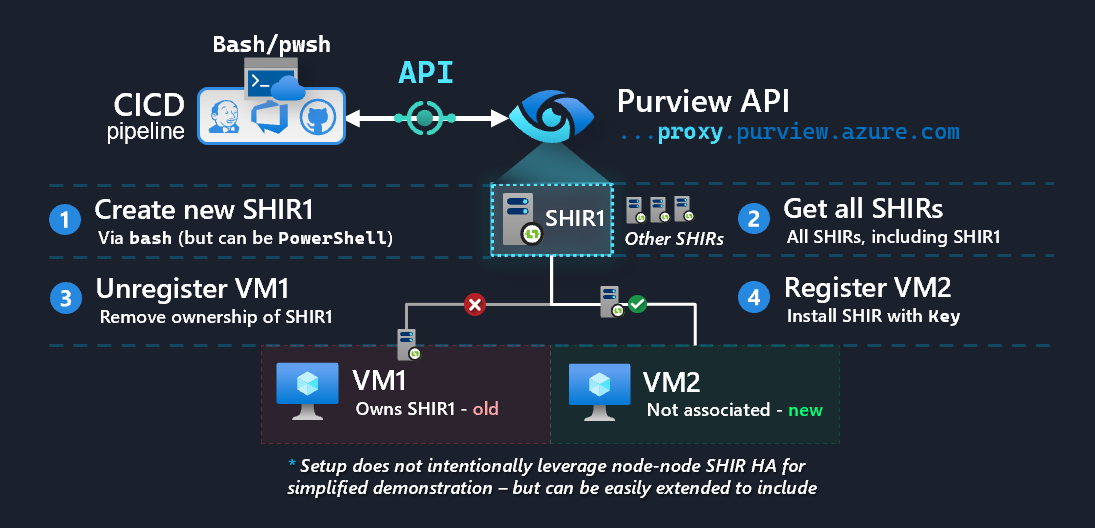 Bash/pwsh
CICD
pipeline
API
Purview API
...proxy.purview.azure.com
1 Create new SHIR1
Via bash (but can be PowerShell)
SHIR1
Other SHIRs
2 Get all SHIRs
All SHIRs, including SHIR1
3 Unregister VM1
Remove ownership of SHIR1
4 Register VM2
Install SHIR with Key
VM1
Owns SHIR1 - old
VM2
Not associated - new
* Setup does not intentionally leverage node-node SHIR HA for
simplified demonstration – but can be easily extended to include